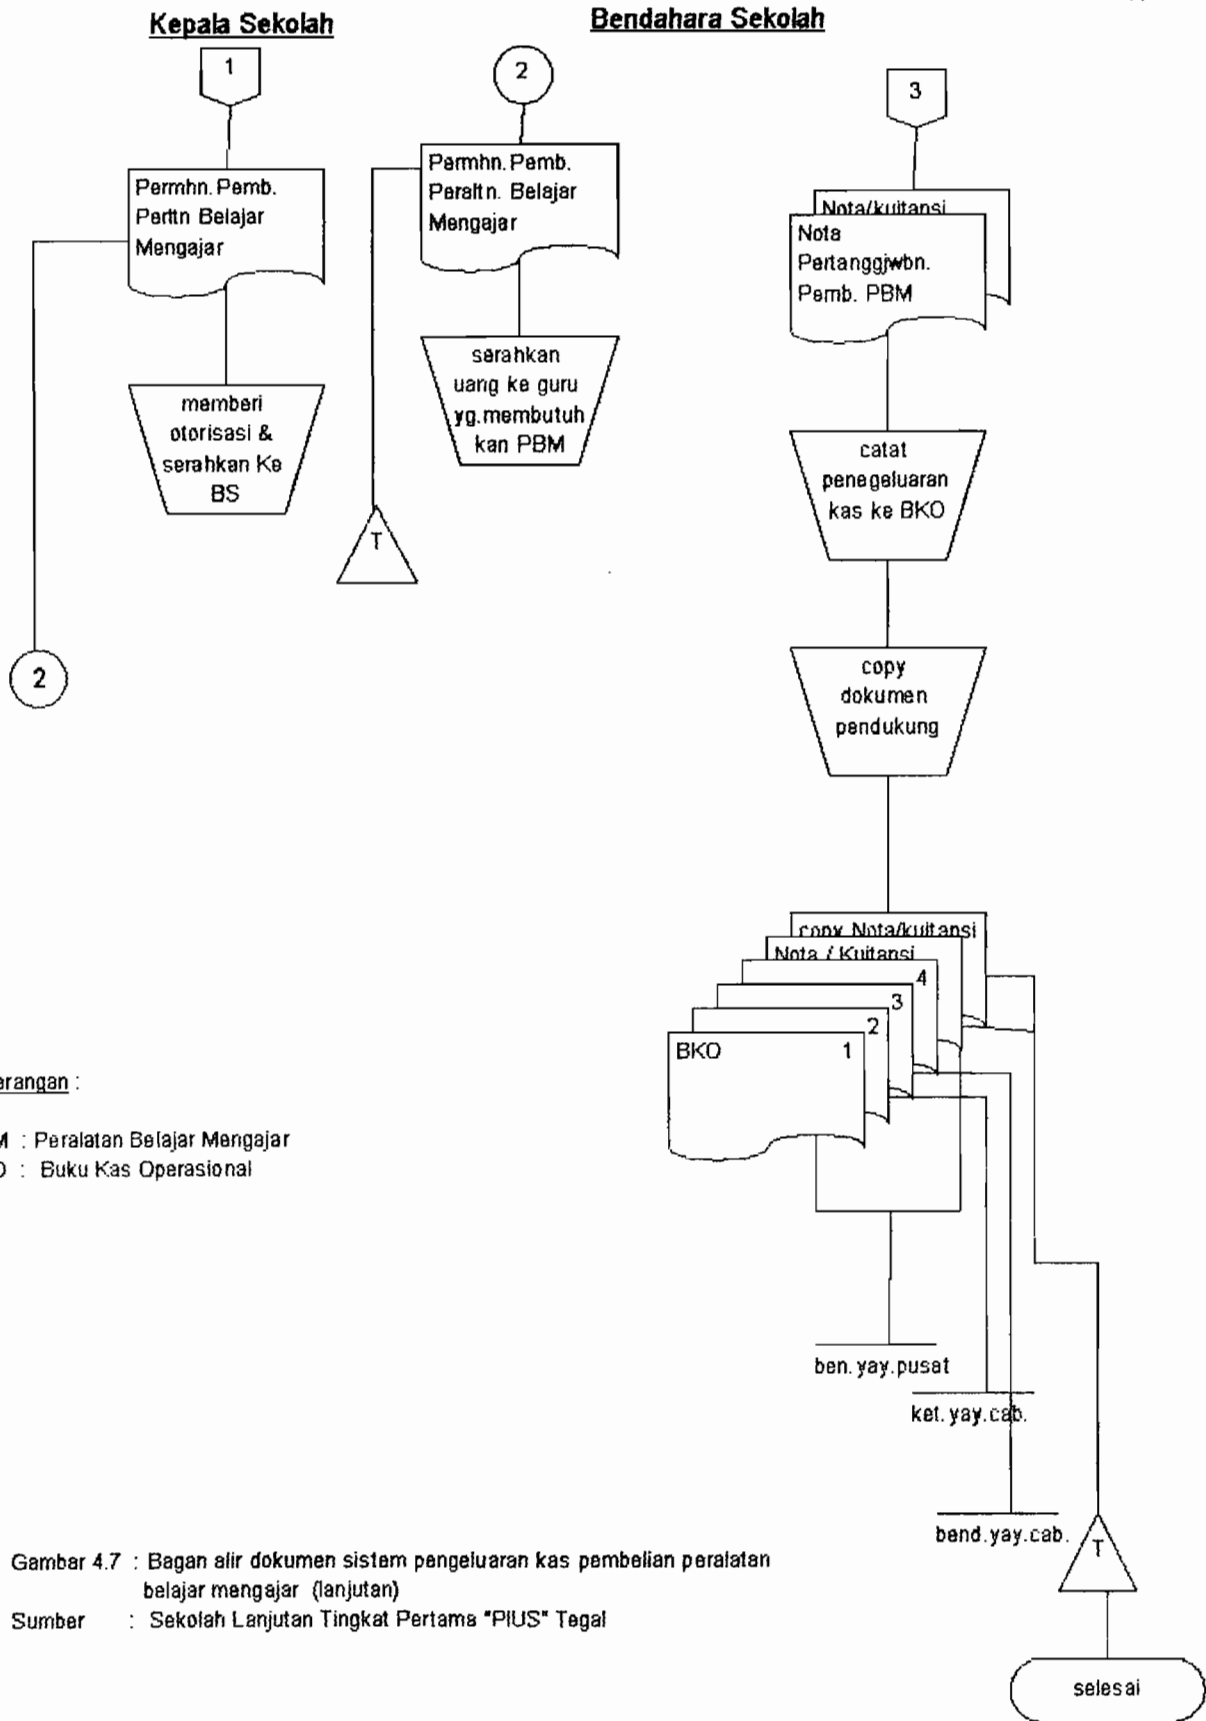 Kepala Sekolah
Bendahara Sekolah
1
Permhn. Pemb.
Perltn Belajar
Mengajar
memberi
otorisasi &
serahkan Ke
BS
2
2
Permhn. Pemb.
Peraltn. Belajar
Mengajar
serahkan
uang ke guru
yg.membutuh
kan PBM
T
3
Nota/kuitansi
Nota
Pertanggjwbn.
Pemb. PBM
catat
penegeluaran
kas ke BKO
copy
dokumen
pendukung
copy Nota/kuitansi
Nota / Kuitansi
4
3
2
BKO 1
ben.yay.pusat
ket.yay.cab.
bend.yay.cab.
T
selesai
erangan :
M : Peralatan Belajar Mengajar
O : Buku Kas Operasional
Gambar 4.7 : Bagan alir dokumen sistem pengeluaran kas pembelian peralatan
belajar mengajar (lanjutan)
Sumber : Sekolah Lanjutan Tingkat Pertama "PIUS" Tegal